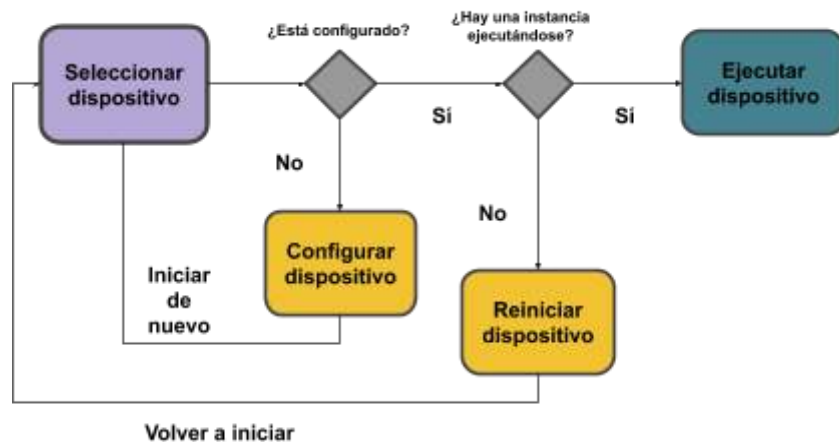 ¿Está configurado?
¿Hay una instancia
ejecutándose?
Seleccionar
dispositivo
Ejecutar
dispositivo
Sí
Sí
No
No
Configurar
dispositivo
Iniciar
de
nuevo
Reiniciar
dispositivo
Volver a iniciar